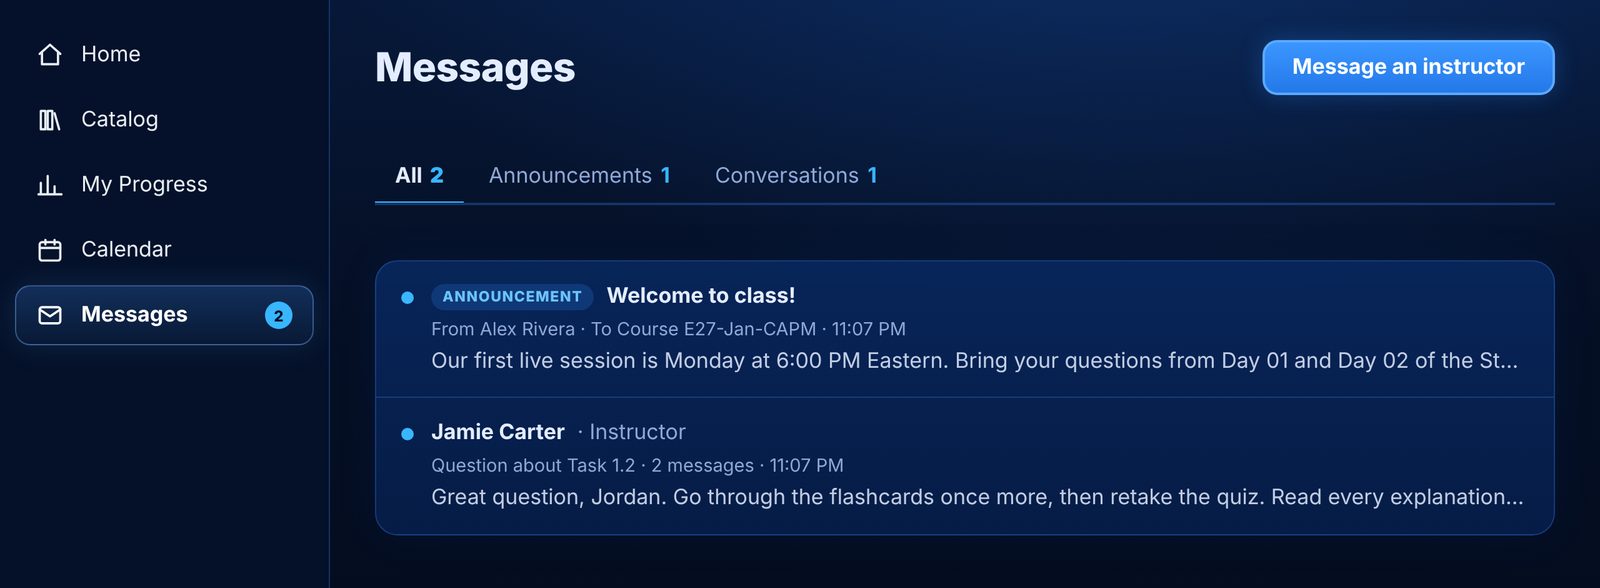 Home
Catalog
My Progress
Calendar
Messages 2
Messages
Message an instructor
All 2 Announcements 1 Conversations 1
ANNOUNCEMENT Welcome to class!
From Alex Rivera · To Course E27-Jan-CAPM · 11:07 PM
Our first live session is Monday at 6:00 PM Eastern. Bring your questions from Day 01 and Day 02 of the St...
Jamie Carter · Instructor
Question about Task 1.2 · 2 messages · 11:07 PM
Great question, Jordan. Go through the flashcards once more, then retake the quiz. Read every explanation...